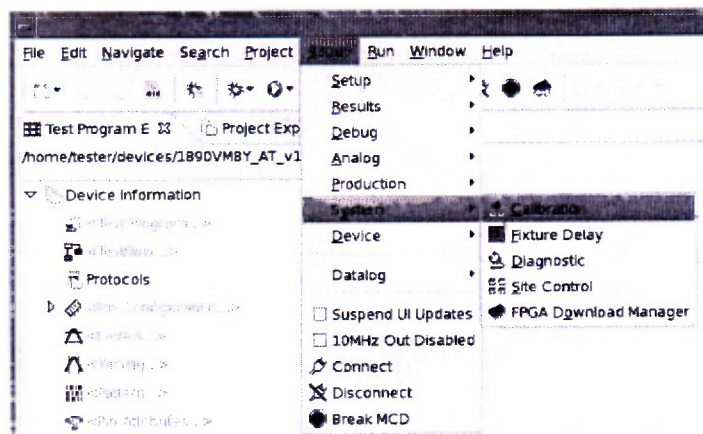 File Edit Navigate Search Project Run Window Help
Test Program E Project Exp
/home/tester/devices/1890VM8Y_AT_v1
Device Information
Protocols
Setup
Results
Debug
Analog
Production
System
Device
Datalog
Suspend UI Updates
10MHz Out Disabled
Connect
Disconnect
Break MCD
Calibration
Fixture Delay
Diagnostic
Site Control
FPGA Download Manager